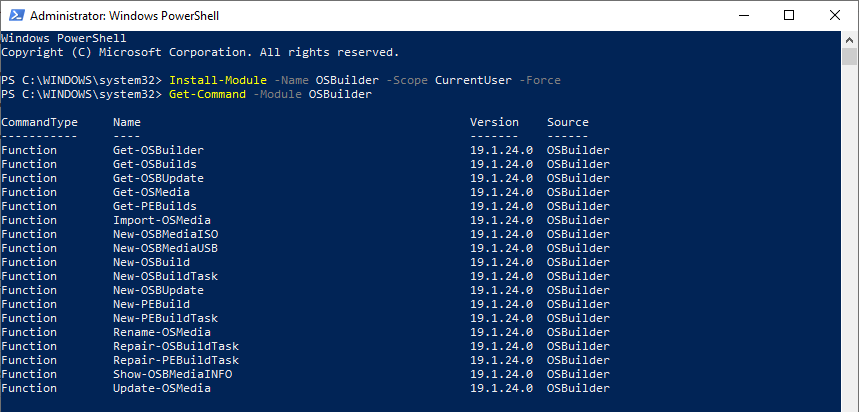 Administrator: Windows PowerShell
Windows PowerShell
Copyright (C) Microsoft Corporation. All rights reserved.
PS C:\WINDOWS\system32> Install-Module -Name OSBuilder -Scope CurrentUser -Force
PS C:\WINDOWS\system32> Get-Command -Module OSBuilder
CommandType     Name                                               Version    Source
-----------     ----                                               -------    ------
Function        Get-OSBuilder                                      19.1.24.0  OSBuilder
Function        Get-OSBuilds                                       19.1.24.0  OSBuilder
Function        Get-OSBUpdate                                      19.1.24.0  OSBuilder
Function        Get-OSMedia                                        19.1.24.0  OSBuilder
Function        Get-PEBuilds                                       19.1.24.0  OSBuilder
Function        Import-OSMedia                                     19.1.24.0  OSBuilder
Function        New-OSBMediaISO                                    19.1.24.0  OSBuilder
Function        New-OSBMediaUSB                                    19.1.24.0  OSBuilder
Function        New-OSBuild                                        19.1.24.0  OSBuilder
Function        New-OSBuildTask                                    19.1.24.0  OSBuilder
Function        New-OSBUpdate                                      19.1.24.0  OSBuilder
Function        New-PEBuild                                        19.1.24.0  OSBuilder
Function        New-PEBuildTask                                    19.1.24.0  OSBuilder
Function        Rename-OSMedia                                     19.1.24.0  OSBuilder
Function        Repair-OSBuildTask                                 19.1.24.0  OSBuilder
Function        Repair-PEBuildTask                                 19.1.24.0  OSBuilder
Function        Show-OSBMediaINFO                                  19.1.24.0  OSBuilder
Function        Update-OSMedia                                     19.1.24.0  OSBuilder